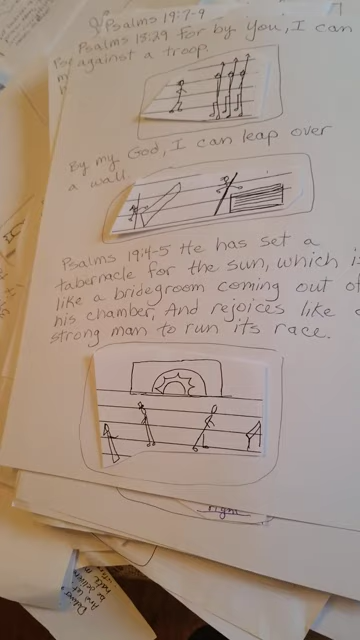 Psalms 19:7-9
Psalms 18:29 For by You, I can
against a troop.
By my God, I can leap over
a wall.
Psalms 19:4-5 He has set a
tabernacle for the sun, which is
like a bridegroom coming out of
his chamber, And rejoices like a
strong man to run its race.
right